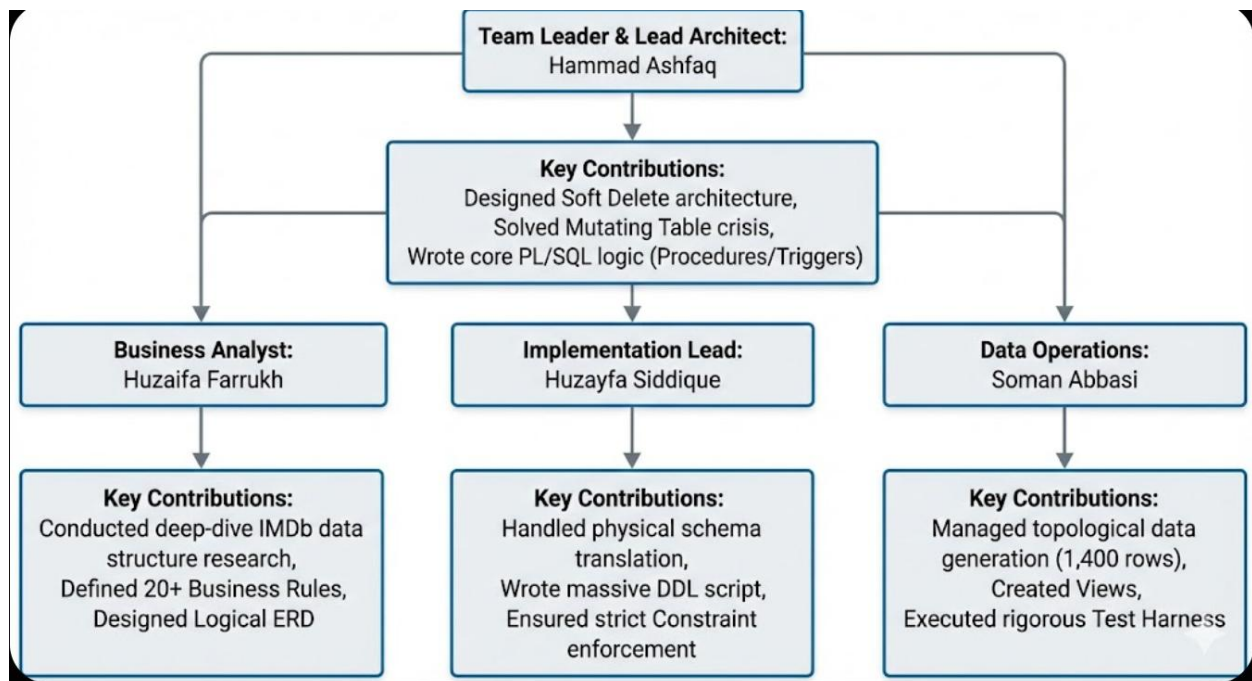 Team Leader & Lead Architect:
Hammad Ashfaq
Key Contributions:
Designed Soft Delete architecture,
Solved Mutating Table crisis,
Wrote core PL/SQL logic (Procedures/Triggers)
Business Analyst:
Huzaifa Farrukh
Implementation Lead:
Huzayfa Siddique
Data Operations:
Soman Abbasi
Key Contributions:
Conducted deep-dive IMDb data
structure research,
Defined 20+ Business Rules,
Designed Logical ERD
Key Contributions:
Handled physical schema
translation,
Wrote massive DDL script,
Ensured strict Constraint
enforcement
Key Contributions:
Managed topological data
generation (1,400 rows),
Created Views,
Executed rigorous Test Harness